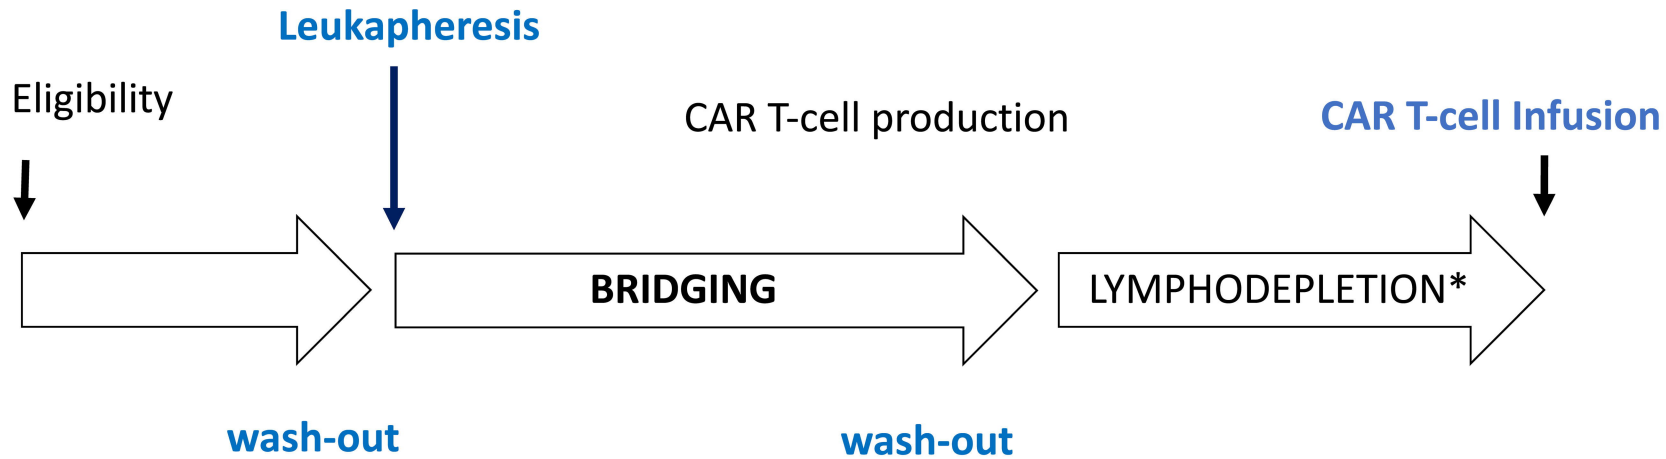 Leukapheresis
Eligibility
CAR T-cell production
CAR T-cell Infusion
BRIDGING
LYMPHODEPLETION*
wash-out
wash-out